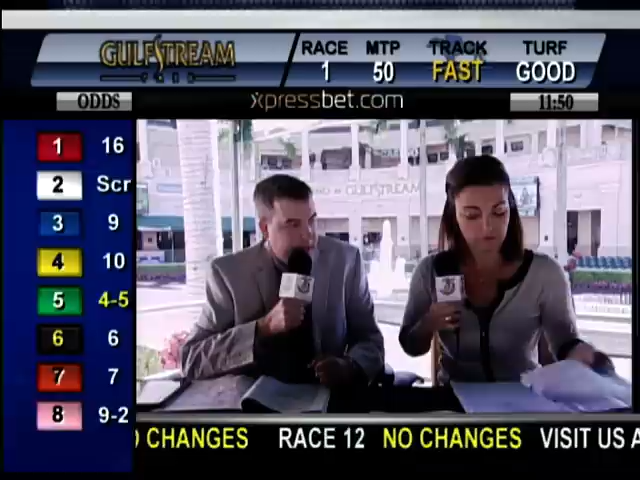 GULFSTREAM
PARK
RACE MTP TRACK TURF
1 50 FAST GOOD
ODDS xpressbet.com 11:50
1 16
2 Scr
3 9
4 10
5 4-5
6 6
7 7
8 9-2
GULFSTREAM
O CHANGES RACE 12 NO CHANGES VISIT US A